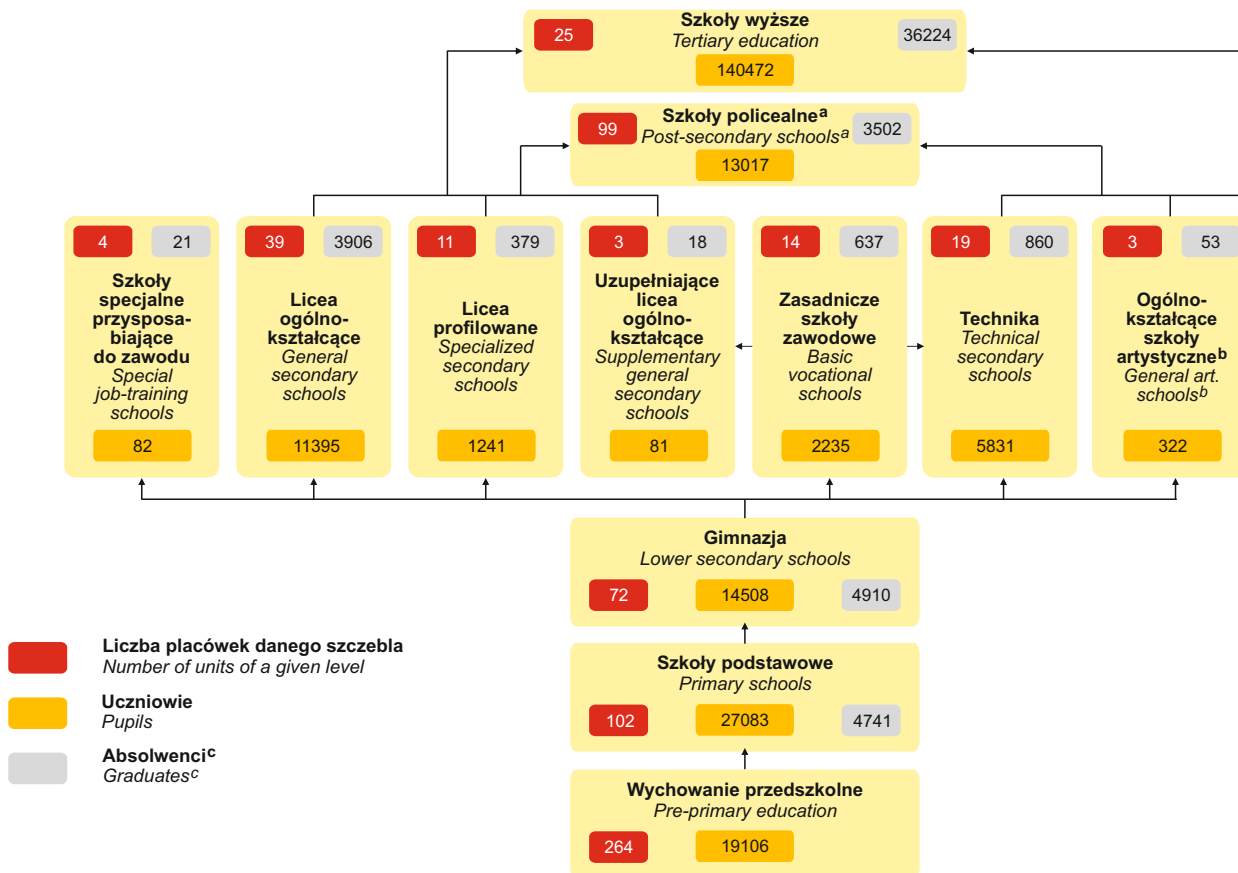 Szkoły wyższe
25
Tertiary education
36224
140472
Szkoły policealneᵃ
99
Post-secondary schoolsᵃ
3502
13017
4
21
Szkoły
specjalne
przysposa-
biające
do zawodu
Special
job-training
schools
82
39
3906
Licea
ogólno-
kształcące
General
secondary
schools
11395
11
379
Licea
profilowane
Specialized
secondary
schools
1241
3
18
Uzupełniające
licea
ogólno-
kształcące
Supplementary
general
secondary
schools
81
14
637
Zasadnicze
szkoły
zawodowe
Basic
vocational
schools
2235
19
860
Technika
Technical
secondary
schools
5831
3
53
Ogólno-
kształcące
szkoły
artystyczneᵇ
General art.
schoolsᵇ
322
Gimnazja
Lower secondary schools
72
14508
4910
Szkoły podstawowe
Primary schools
102
27083
4741
Wychowanie przedszkolne
Pre-primary education
264
19106
Liczba placówek danego szczebla
Number of units of a given level
Uczniowie
Pupils
Absolwenciᶜ
Graduatesᶜ